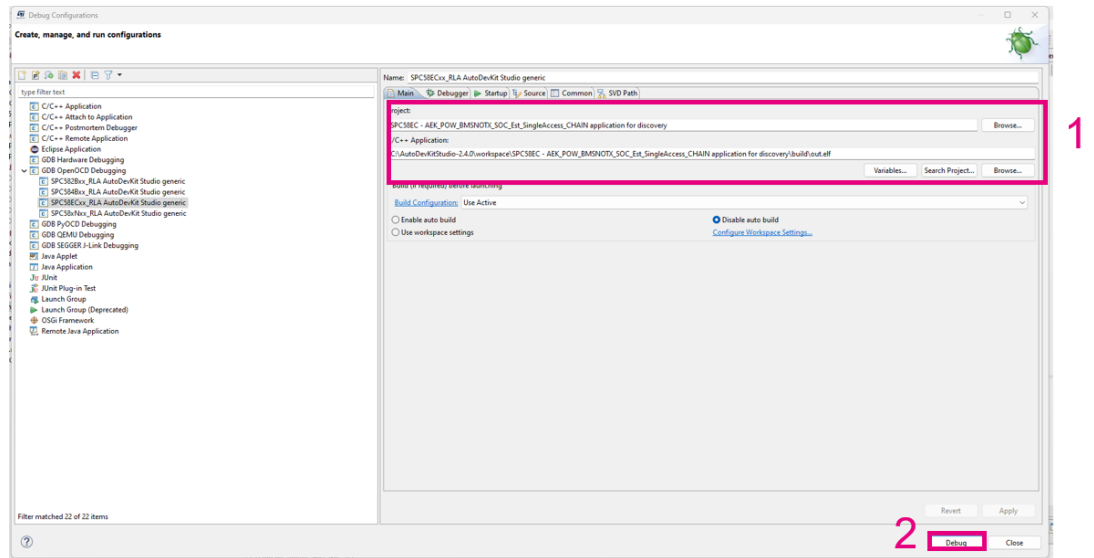 Debug Configurations
Create, manage, and run configurations
type filter text
C/C++ Application
C/C++ Attach to Application
C/C++ Postmortem Debugger
C/C++ Remote Application
Eclipse Application
GDB Hardware Debugging
GDB OpenOCD Debugging
SPC582Bxx_RLA AutoDevKit Studio generic
SPC584Bxx_RLA AutoDevKit Studio generic
SPC58ECxx_RLA AutoDevKit Studio generic
SPC58xNxx_RLA AutoDevKit Studio generic
GDB PyOCD Debugging
GDB QEMU Debugging
GDB SEGGER J-Link Debugging
Java Applet
Java Application
JUnit
JUnit Plug-in Test
Launch Group
Launch Group (Deprecated)
OSGi Framework
Remote Java Application
Filter matched 22 of 22 items
Name: SPC58ECxx_RLA AutoDevKit Studio generic
Main Debugger Startup Source Common SVD Path
roject:
SPC58EC - AEK_POW_BMSNOTX_SOC_Est_SingleAccess_CHAIN application for discovery Browse...
/C++ Application:
C:\AutoDevKitStudio-2.4.0\workspace\SPC58EC - AEK_POW_BMSNOTX_SOC_Est_SingleAccess_CHAIN application for discovery\build\out.elf
Variables... Search Project... Browse...
1
Build (if required) before launching
Build Configuration: Use Active
Enable auto build Disable auto build
Use workspace settings Configure Workspace Settings...
Revert Apply
2
Debug Close